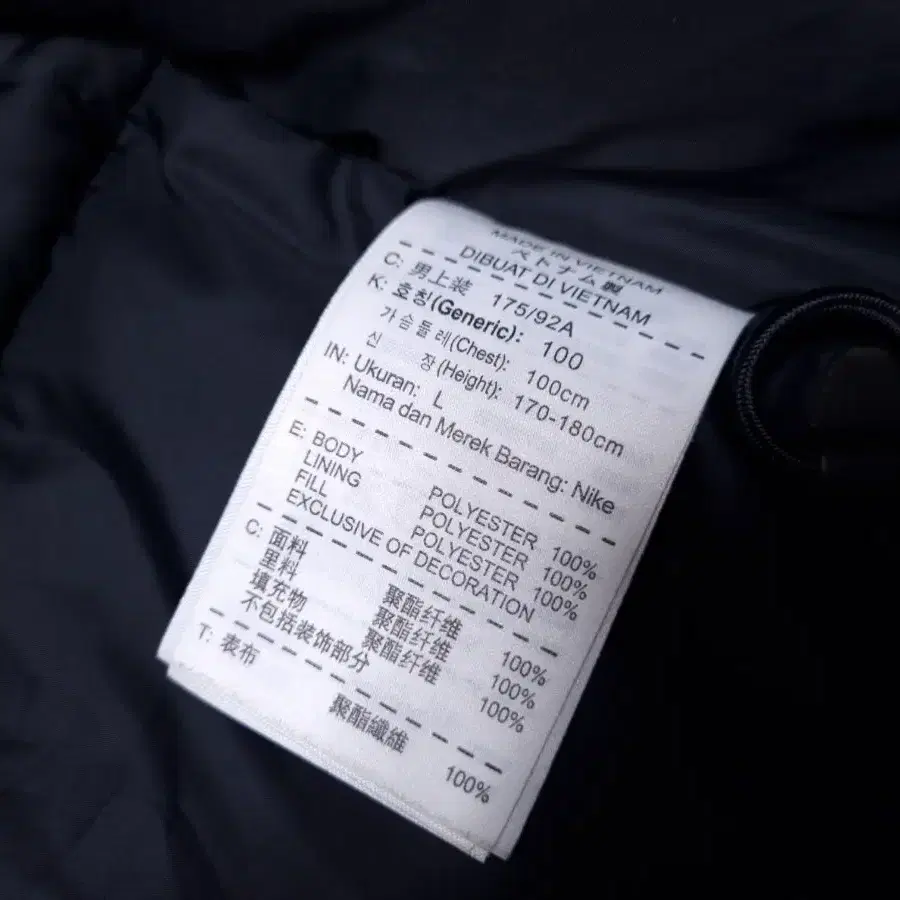 MADE IN VIETNAM
ベトナム製
DIBUAT DI VIETNAM
C: 男上装 175/92A
K: 호칭(Generic): 100
가슴둘레(Chest): 100cm
신 장(Height): 170-180cm
IN: Ukuran: L
Nama dan Merek Barang: Nike
E: BODY POLYESTER 100%
LINING POLYESTER 100%
FILL POLYESTER 100%
EXCLUSIVE OF DECORATION
C: 面料 聚酯纤维 100%
里料 聚酯纤维 100%
填充物 聚酯纤维 100%
不包括装饰部分
T: 表布 聚酯纖維 100%